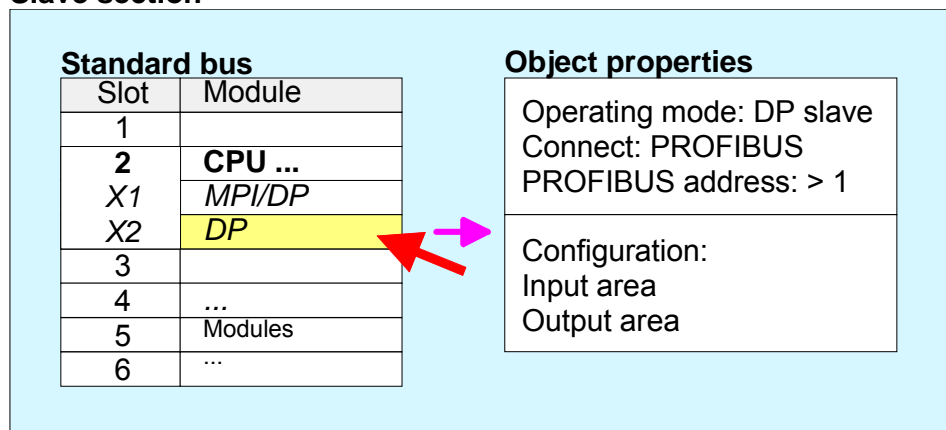 Slave section
Standard bus
Slot Module
1
2 CPU ...
X1 MPI/DP
X2 DP
3
4 ...
5 Modules
6 ...
Object properties
Operating mode: DP slave
Connect: PROFIBUS
PROFIBUS address: > 1
Configuration:
Input area
Output area